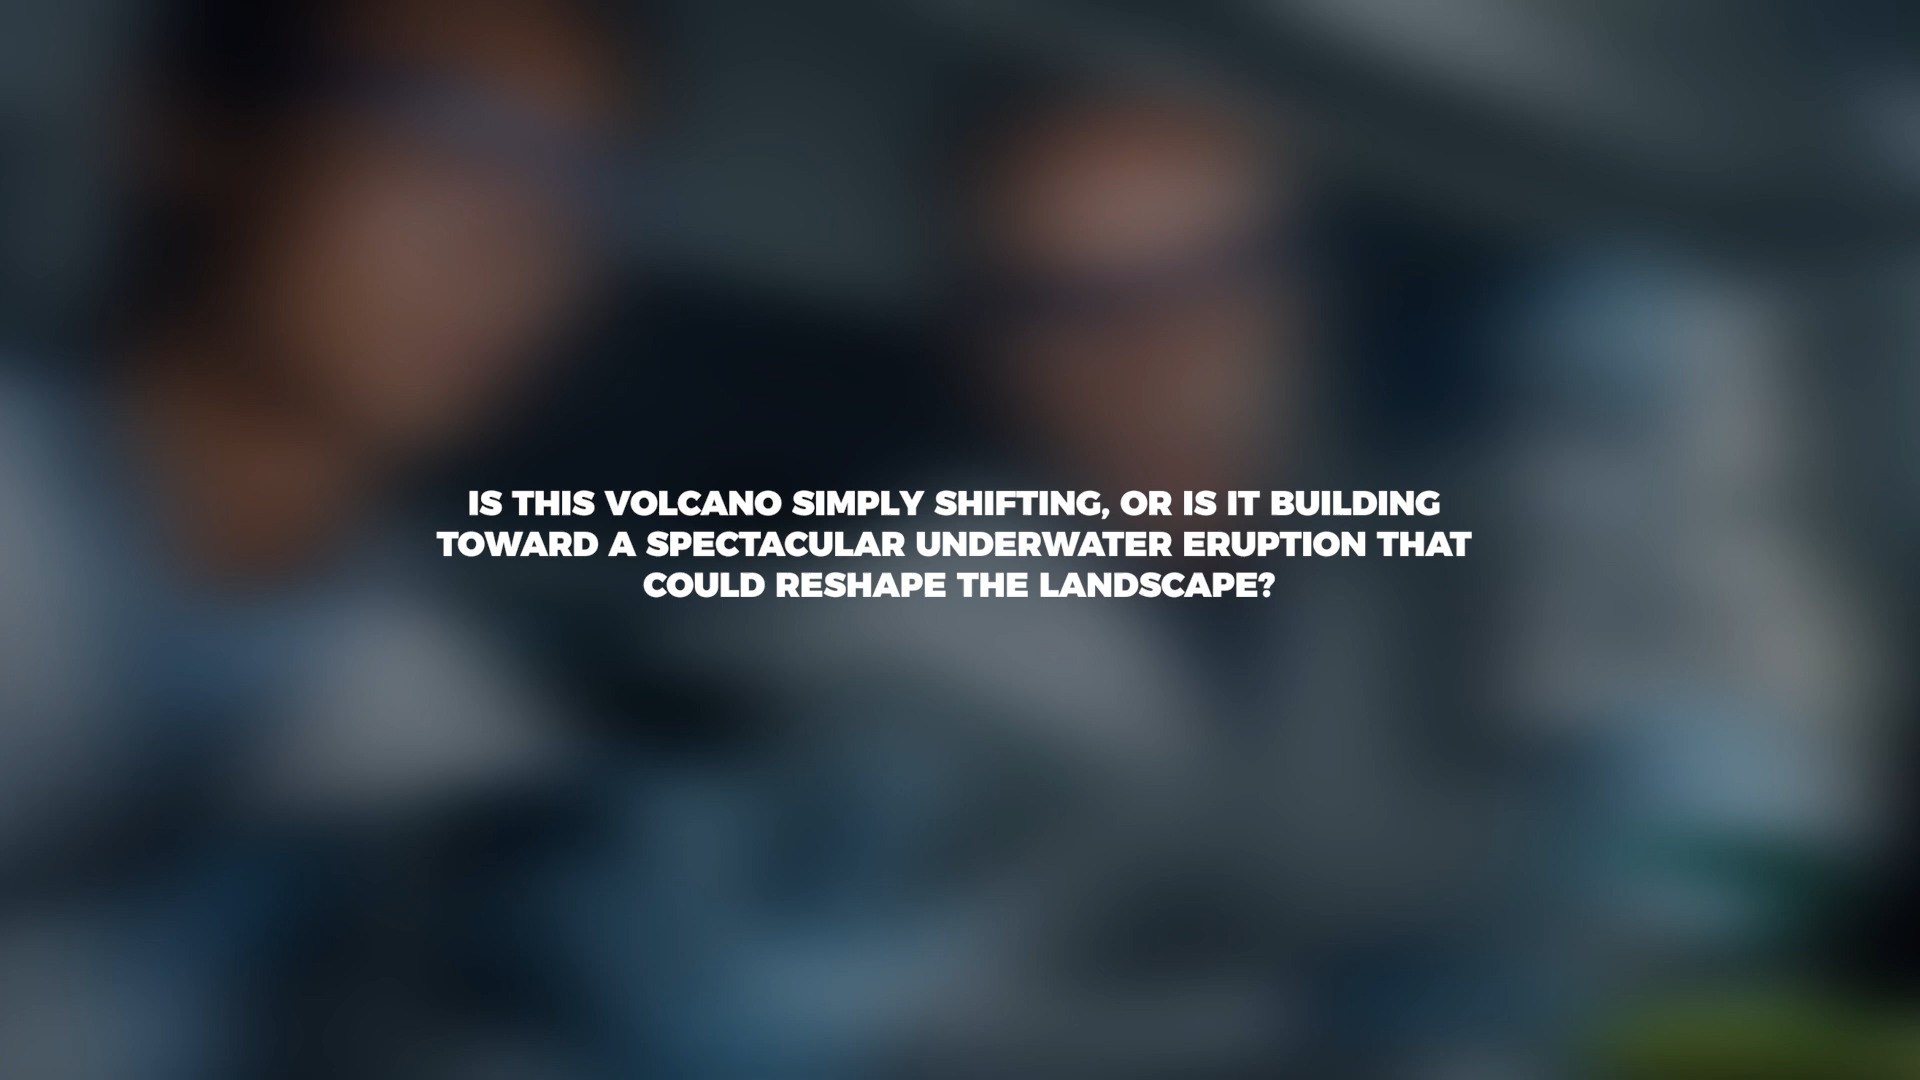 IS THIS VOLCANO SIMPLY SHIFTING, OR IS IT BUILDING
TOWARD A SPECTACULAR UNDERWATER ERUPTION THAT
COULD RESHAPE THE LANDSCAPE?